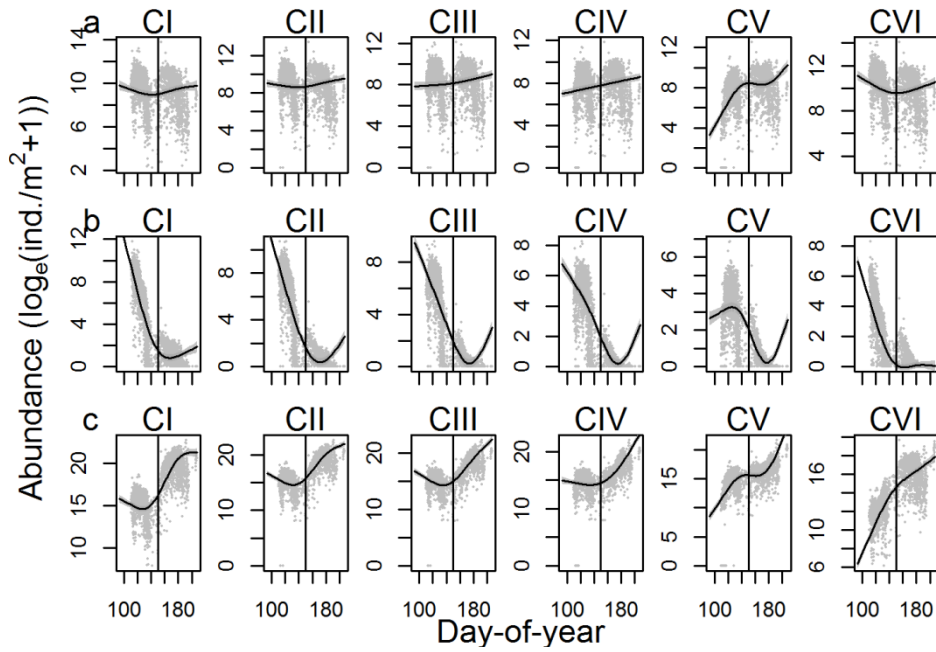 Abundance (logₑ(ind./m²+1))
a CI CII CIII CIV CV CVI
2 6 10 14
0 4 8 12
0 4 8 12
0 4 8 12
0 4 8 12
4 8 12
b CI CII CIII CIV CV CVI
0 4 8 12
0 4 8
0 4 8
0 2 4 6 8
0 2 4 6
0 2 4 6 8
c CI CII CIII CIV CV CVI
10 15 20
0 10 15 20
0 10 20
0 10 20
0 5 15
6 10 16
100 180 100 180 100 180 100 180 100 180 100 180
Day-of-year